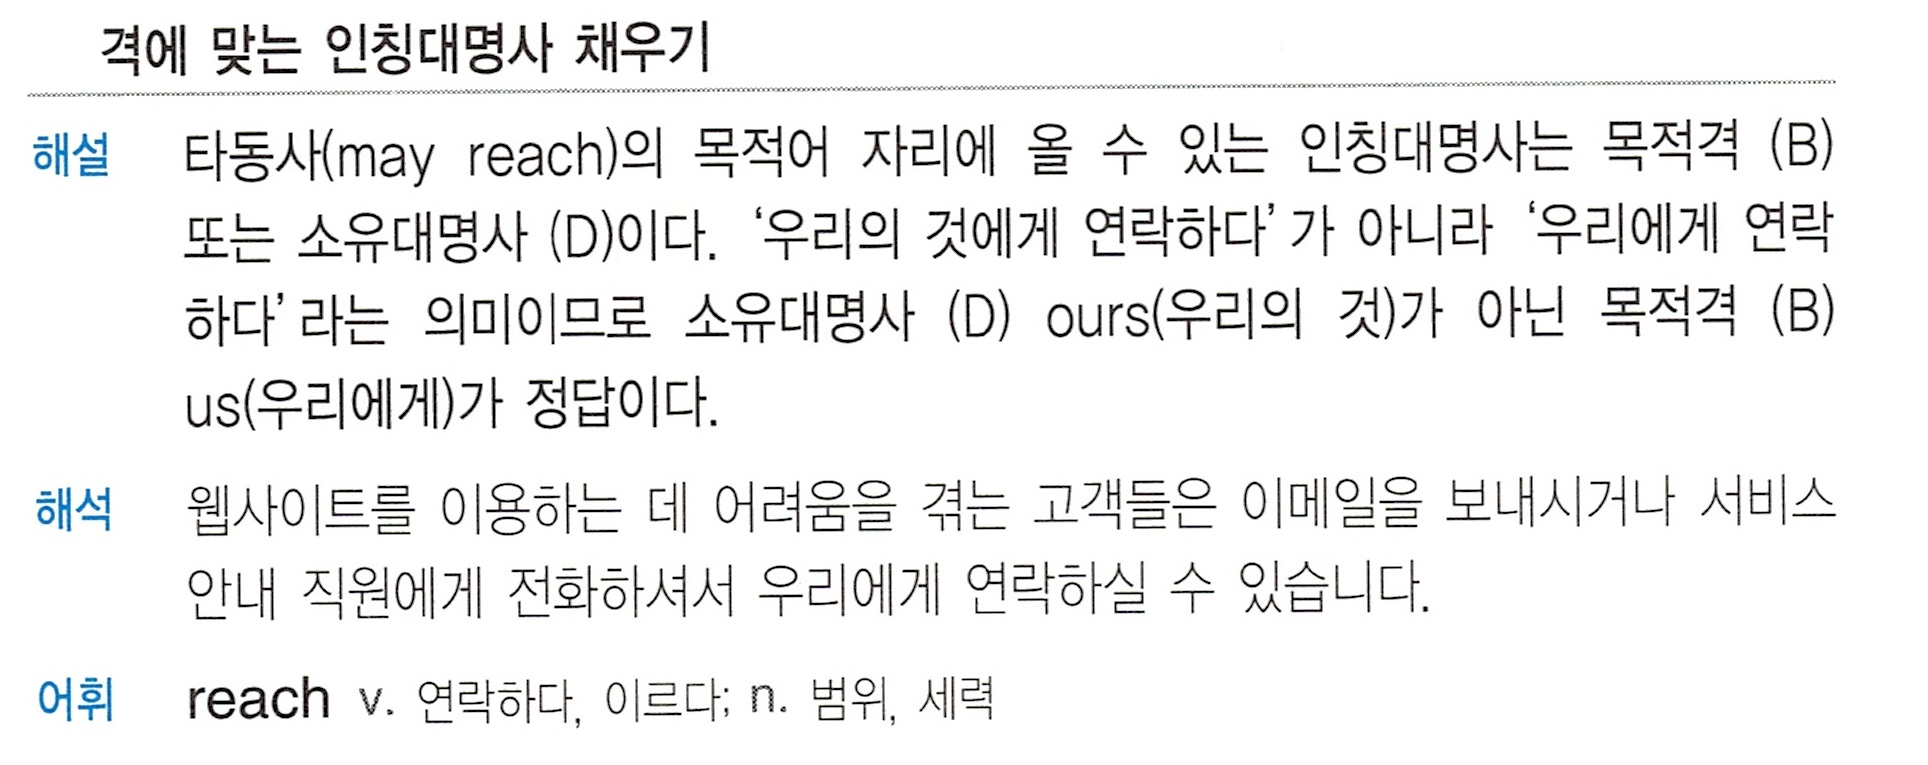 격에 맞는 인칭대명사 채우기
해설 타동사(may reach)의 목적어 자리에 올 수 있는 인칭대명사는 목적격 (B)
또는 소유대명사 (D)이다. ‘우리의 것에게 연락하다’가 아니라 ‘우리에게 연락
하다’라는 의미이므로 소유대명사 (D) ours(우리의 것)가 아닌 목적격 (B)
us(우리에게)가 정답이다.
해석 웹사이트를 이용하는 데 어려움을 겪는 고객들은 이메일을 보내시거나 서비스
안내 직원에게 전화하셔서 우리에게 연락하실 수 있습니다.
어휘 reach v. 연락하다, 이르다; n. 범위, 세력